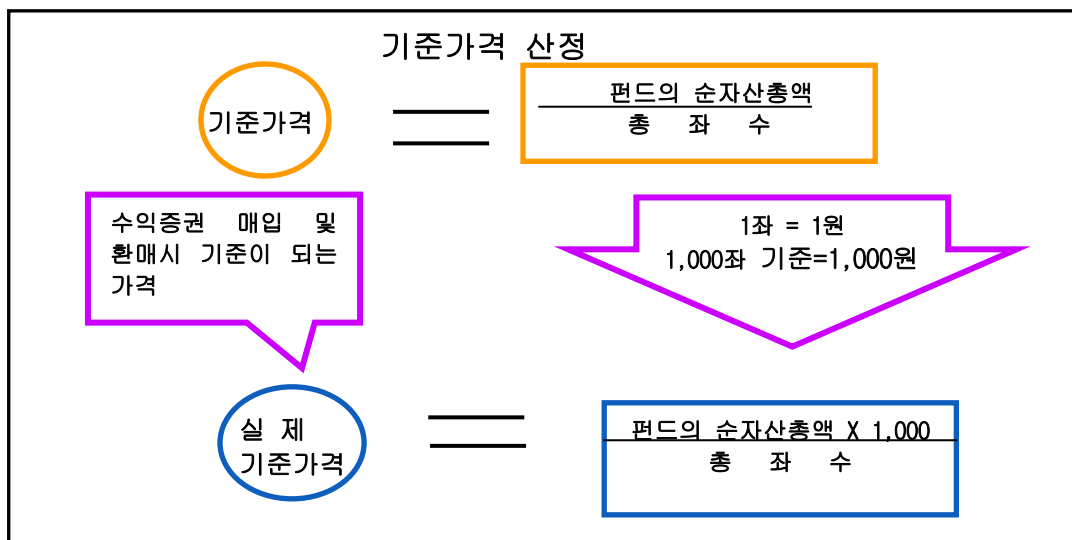 기준가격 산정
기준가격
펀드의 순자산총액
총 좌 수
수익증권 매입 및
환매시 기준이 되는
가격
1좌 = 1원
1,000좌 기준=1,000원
실 제
기준가격
펀드의 순자산총액 X 1,000
총 좌 수